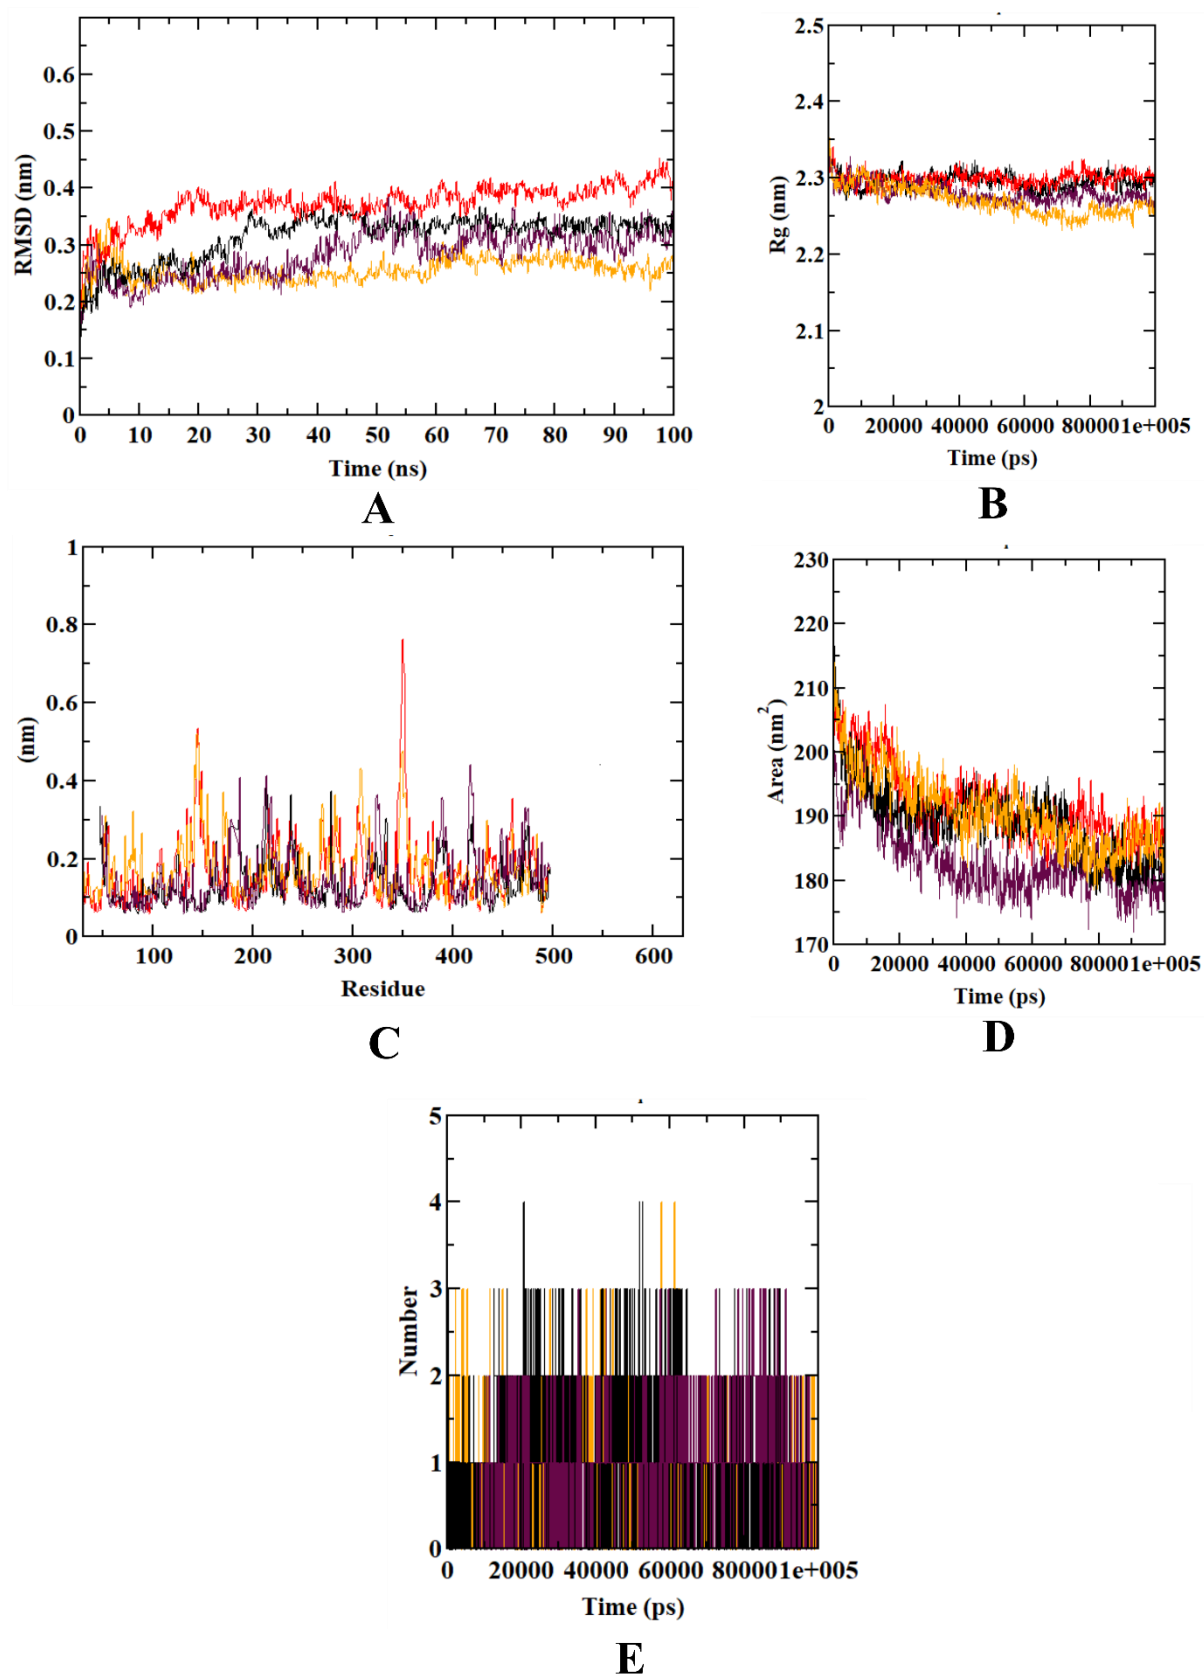 RMSD (nm)
0.6
0.5
0.4
0.3
0.2
0.1
0
0 10 20 30 40 50 60 70 80 90 100
Time (ns)
A
Rg (nm)
2.5
2.4
2.3
2.2
2.1
2
0 20000 40000 60000 800001e+005
Time (ps)
B
(nm)
1
0.8
0.6
0.4
0.2
0
100 200 300 400 500 600
Residue
C
Area (nm²)
230
220
210
200
190
180
170
0 20000 40000 60000 800001e+005
Time (ps)
D
Number
5
4
3
2
1
0
0 20000 40000 60000 800001e+005
Time (ps)
E